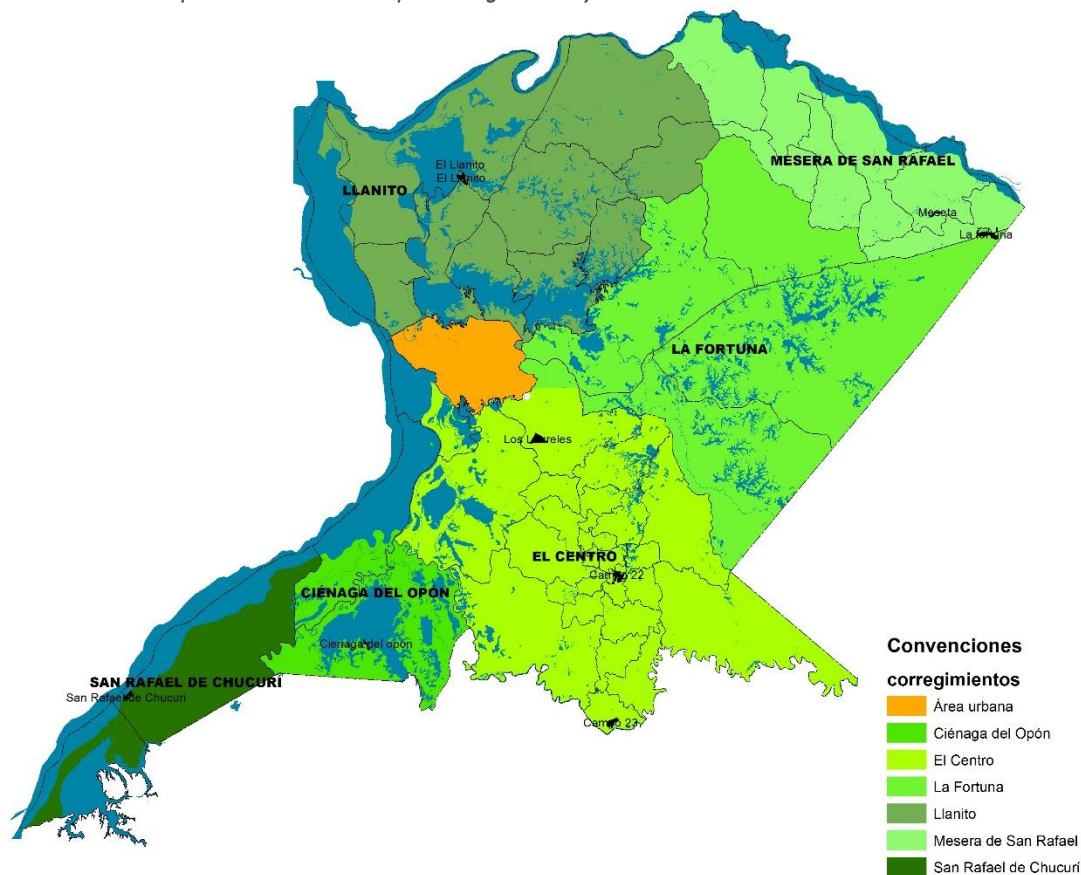 MESERA DE SAN RAFAEL
El Llanito
El Llanito
LLANITO
Meseta
La fortuna
LA FORTUNA
Los Laureles
EL CENTRO
Campo 22
CIÉNAGA DEL OPÓN
Cienaga del opón
SAN RAFAEL DE CHUCURÍ
San Rafael de Chucurí
Campo 23
Convenciones
corregimientos
Área urbana
Ciénaga del Opón
El Centro
La Fortuna
Llanito
Mesera de San Rafael
San Rafael de Chucurí